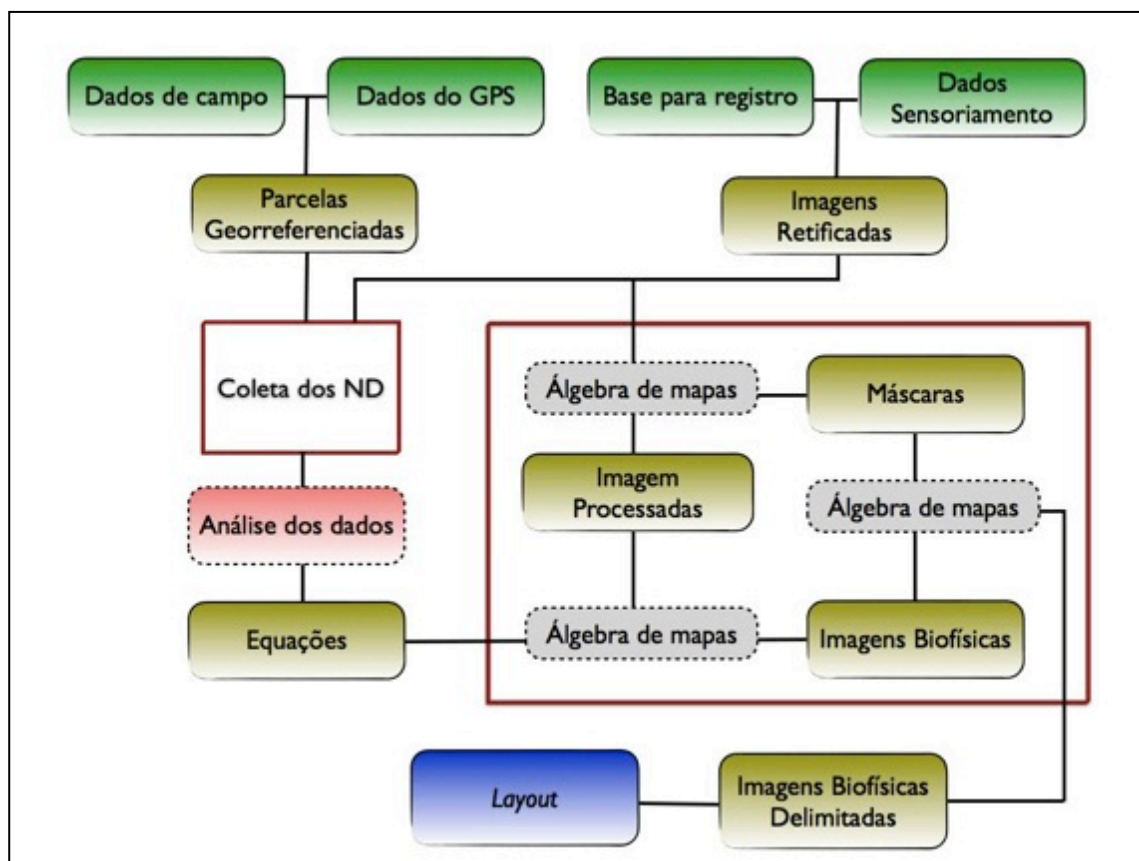 Dados de campo
Dados do GPS
Base para registro
Dados
Sensoriamento
Parcelas
Georreferenciadas
Imagens
Retificadas
Coleta dos ND
Álgebra de mapas
Máscaras
Imagem
Processadas
Álgebra de mapas
Análise dos dados
Equações
Álgebra de mapas
Imagens Biofísicas
Layout
Imagens Biofísicas
Delimitadas